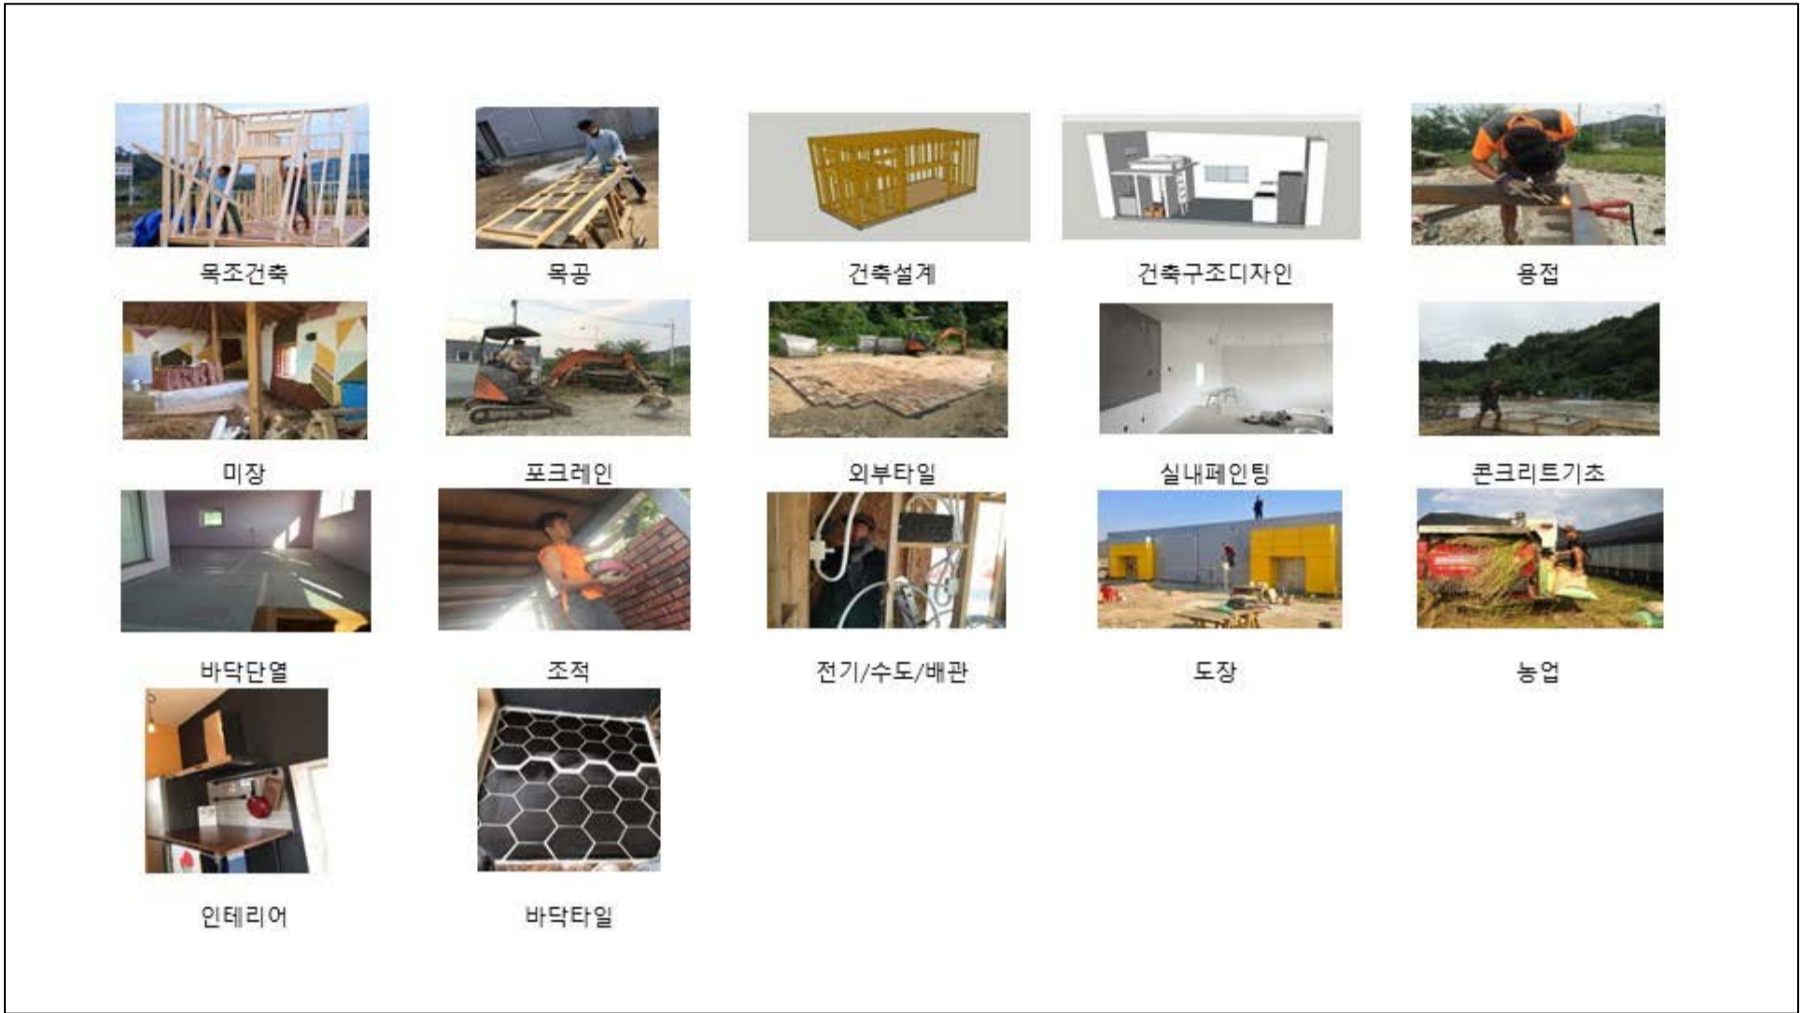 목조건축
목공
건축설계
건축구조디자인
용접
미장
포크레인
외부타일
실내페인팅
콘크리트기초
바닥단열
조적
전기/수도/배관
도장
농업
인테리어
바닥타일